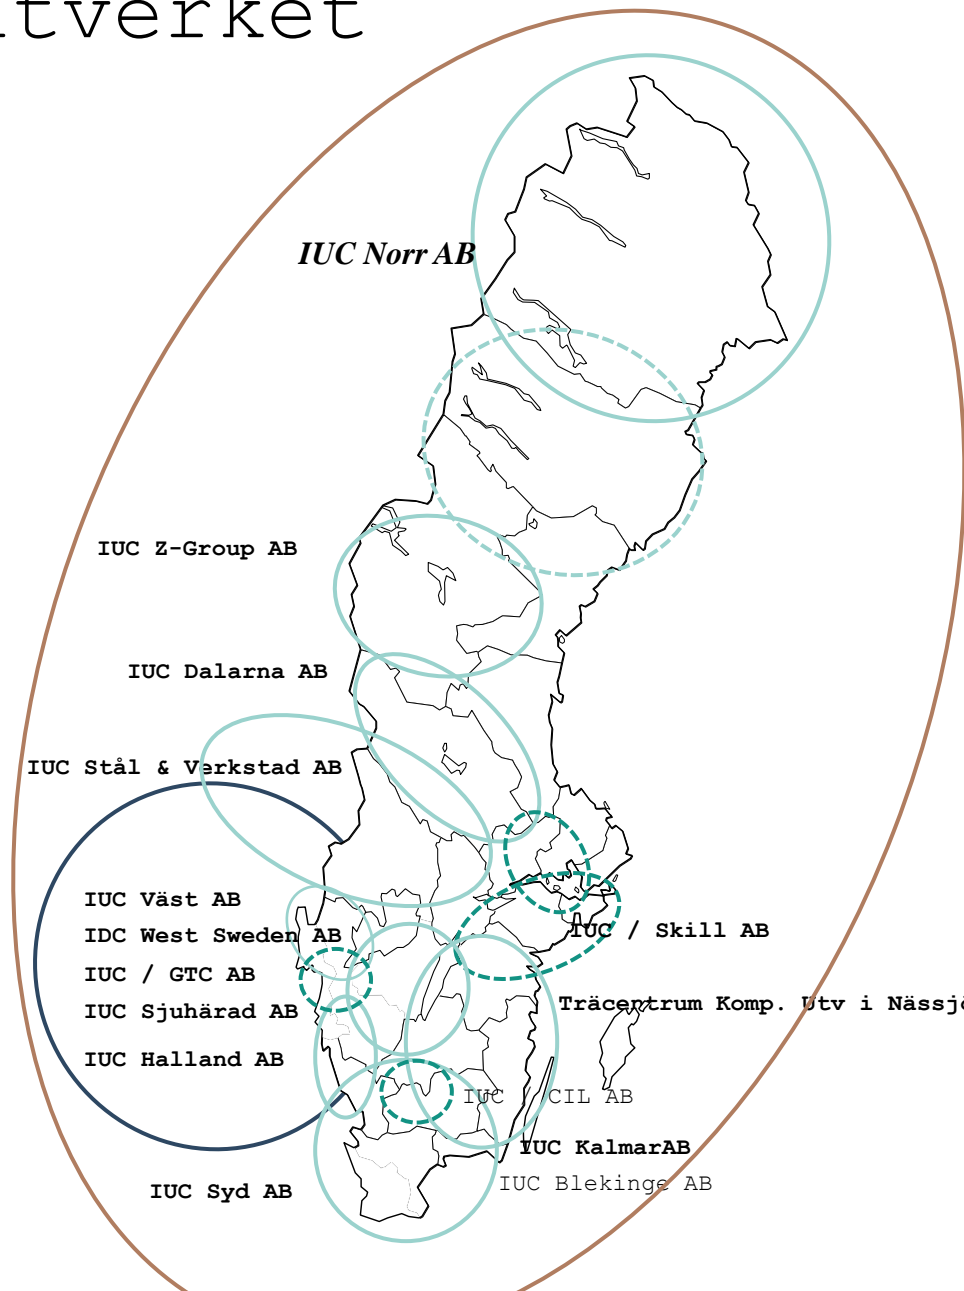 tverket
IUC Norr AB
IUC Z-Group AB
IUC Dalarna AB
IUC Stål & Verkstad AB
IUC Väst AB
IDC West Sweden AB
IUC / Skill AB
IUC / GTC AB
Träcentrum Komp. Utv i Nässjö
IUC Sjuhärad AB
IUC Halland AB
IUC / CIL AB
IUC KalmarAB
IUC Blekinge AB
IUC Syd AB